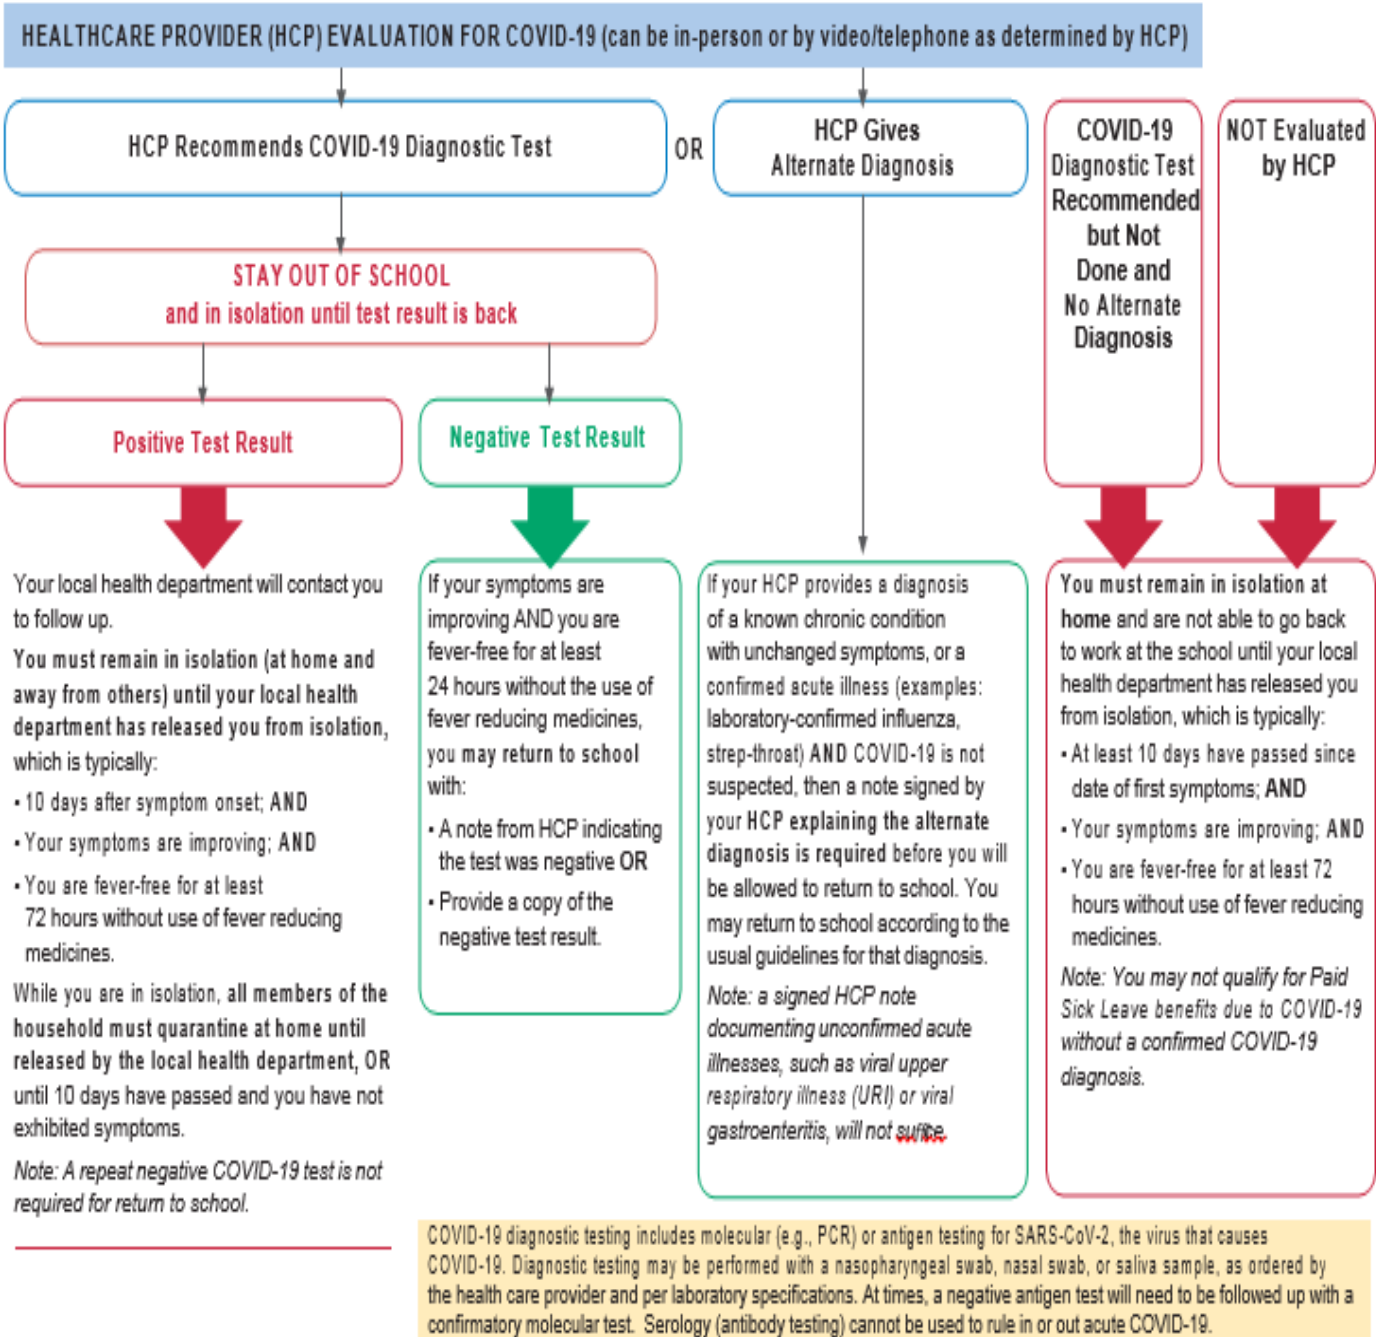 HEALTHCARE PROVIDER (HCP) EVALUATION FOR COVID-19 (can be in-person or by video/telephone as determined by HCP)
HCP Recommends COVID-19 Diagnostic Test
OR
HCP Gives
Alternate Diagnosis
COVID-19
Diagnostic Test
Recommended
but Not
Done and
No Alternate
Diagnosis
NOT Evaluated
by HCP
STAY OUT OF SCHOOL
and in isolation until test result is back
Positive Test Result
Negative Test Result
Your local health department will contact you
to follow up.
You must remain in isolation (at home and
away from others) until your local health
department has released you from isolation,
which is typically:
▪ 10 days after symptom onset; AND
▪ Your symptoms are improving; AND
▪ You are fever-free for at least
72 hours without use of fever reducing
medicines.
While you are in isolation, all members of the
household must quarantine at home until
released by the local health department, OR
until 10 days have passed and you have not
exhibited symptoms.
Note: A repeat negative COVID-19 test is not
required for return to school.
If your symptoms are
improving AND you are
fever-free for at least
24 hours without the use of
fever reducing medicines,
you may return to school
with:
▪ A note from HCP indicating
the test was negative OR
▪ Provide a copy of the
negative test result.
If your HCP provides a diagnosis
of a known chronic condition
with unchanged symptoms, or a
confirmed acute illness (examples:
laboratory-confirmed influenza,
strep-throat) AND COVID-19 is not
suspected, then a note signed by
your HCP explaining the alternate
diagnosis is required before you will
be allowed to return to school. You
may return to school according to the
usual guidelines for that diagnosis.
Note: a signed HCP note
documenting unconfirmed acute
illnesses, such as viral upper
respiratory illness (URI) or viral
gastroenteritis, will not suffice.
You must remain in isolation at
home and are not able to go back
to work at the school until your local
health department has released you
from isolation, which is typically:
▪ At least 10 days have passed since
date of first symptoms; AND
▪ Your symptoms are improving; AND
▪ You are fever-free for at least 72
hours without use of fever reducing
medicines.
Note: You may not qualify for Paid
Sick Leave benefits due to COVID-19
without a confirmed COVID-19
diagnosis.
COVID-19 diagnostic testing includes molecular (e.g., PCR) or antigen testing for SARS-CoV-2, the virus that causes
COVID-19. Diagnostic testing may be performed with a nasopharyngeal swab, nasal swab, or saliva sample, as ordered by
the health care provider and per laboratory specifications. At times, a negative antigen test will need to be followed up with a
confirmatory molecular test. Serology (antibody testing) cannot be used to rule in or out acute COVID-19.